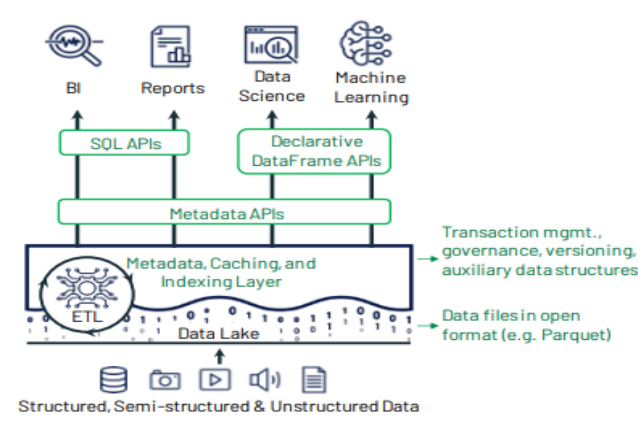 BI
Reports
Data
Science
Machine
Learning
SQL APIs
Declarative
DataFrame APIs
Metadata APIs
Metadata, Caching, and
Indexing Layer
Transaction mgmt.,
governance, versioning,
auxiliary data structures
ETL
Data Lake
Data files in open
format (e.g. Parquet)
Structured, Semi-structured & Unstructured Data